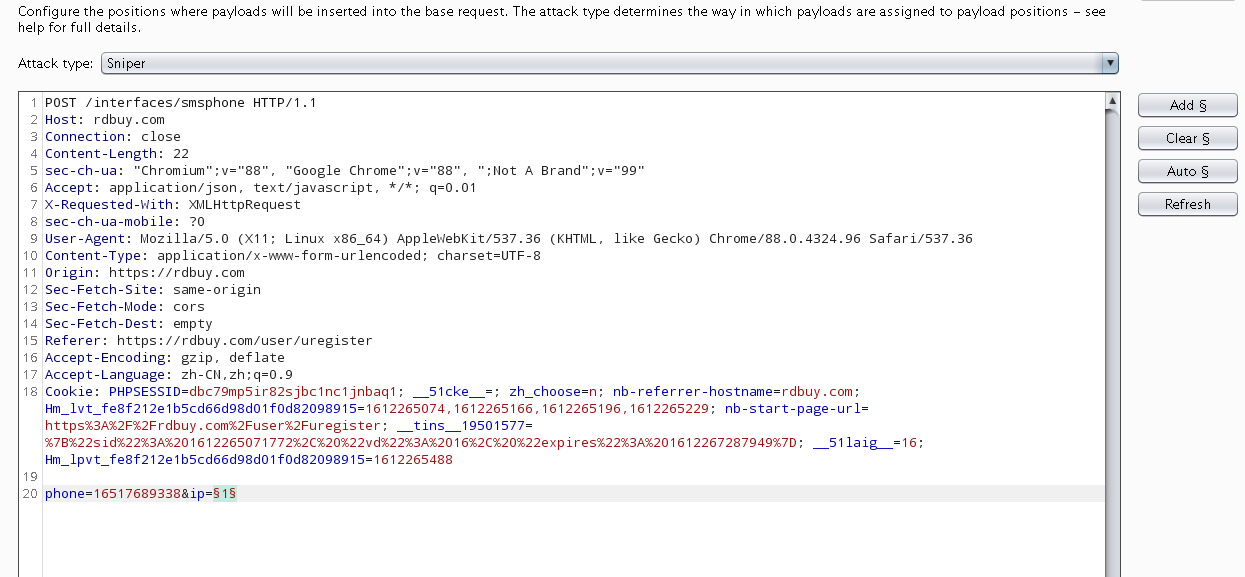 Configure the positions where payloads will be inserted into the base request. The attack type determines the way in which payloads are assigned to payload positions – see
help for full details.
Attack type: Sniper
Add §
Clear §
Auto §
Refresh
1 POST /interfaces/smsphone HTTP/1.1
2 Host: rdbuy.com
3 Connection: close
4 Content-Length: 22
5 sec-ch-ua: "Chromium";v="88", "Google Chrome";v="88", ";Not A Brand";v="99"
6 Accept: application/json, text/javascript, */*; q=0.01
7 X-Requested-With: XMLHttpRequest
8 sec-ch-ua-mobile: ?0
9 User-Agent: Mozilla/5.0 (X11; Linux x86_64) AppleWebKit/537.36 (KHTML, like Gecko) Chrome/88.0.4324.96 Safari/537.36
10 Content-Type: application/x-www-form-urlencoded; charset=UTF-8
11 Origin: https://rdbuy.com
12 Sec-Fetch-Site: same-origin
13 Sec-Fetch-Mode: cors
14 Sec-Fetch-Dest: empty
15 Referer: https://rdbuy.com/user/uregister
16 Accept-Encoding: gzip, deflate
17 Accept-Language: zh-CN,zh;q=0.9
18 Cookie: PHPSESSID=dbc79mp5ir82sjbc1nc1jnbaq1; __51cke__=; zh_choose=n; nb-referrer-hostname=rdbuy.com;
Hm_lvt_fe8f212e1b5cd66d98d01f0d82098915=1612265074,1612265166,1612265196,1612265229; nb-start-page-url=
https%3A%2F%2Frdbuy.com%2Fuser%2Furegister; __tins__19501577=
%7B%22sid%22%3A%201612265071772%2C%20%22vd%22%3A%2016%2C%20%22expires%22%3A%201612267287949%7D; __51laig__=16;
Hm_lpvt_fe8f212e1b5cd66d98d01f0d82098915=1612265488
19
20 phone=16517689338&ip=§1§